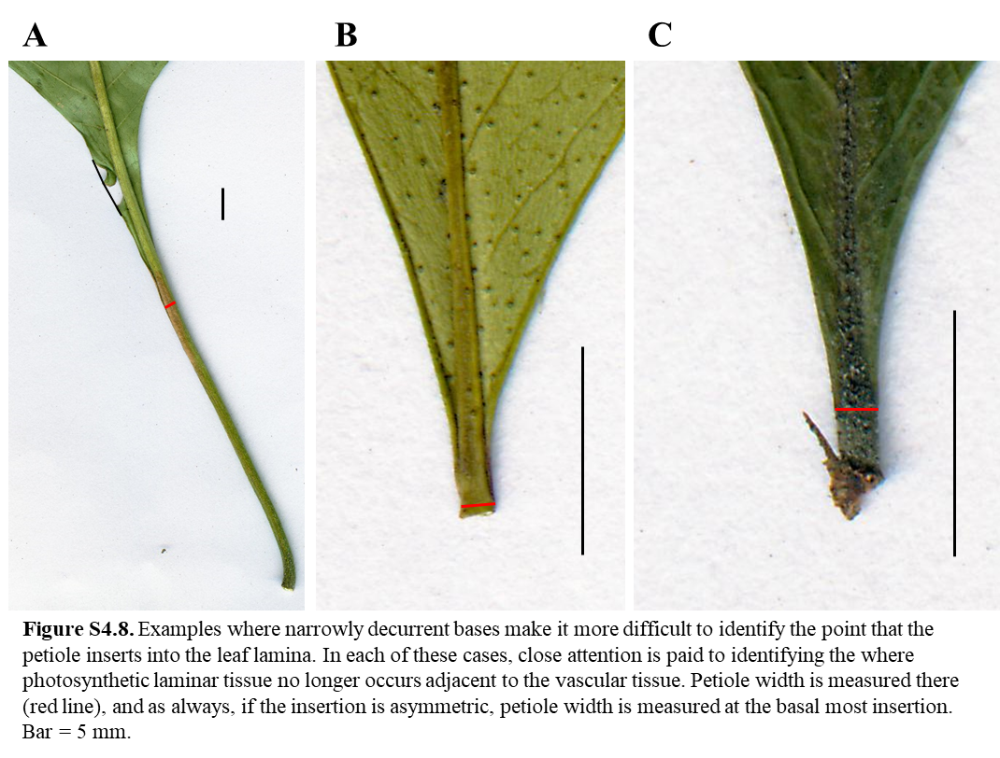 A
B
C
Figure S4.8. Examples where narrowly decurrent bases make it more difficult to identify the point that the
petiole inserts into the leaf lamina. In each of these cases, close attention is paid to identifying the where
photosynthetic laminar tissue no longer occurs adjacent to the vascular tissue. Petiole width is measured there
(red line), and as always, if the insertion is asymmetric, petiole width is measured at the basal most insertion.
Bar = 5 mm.